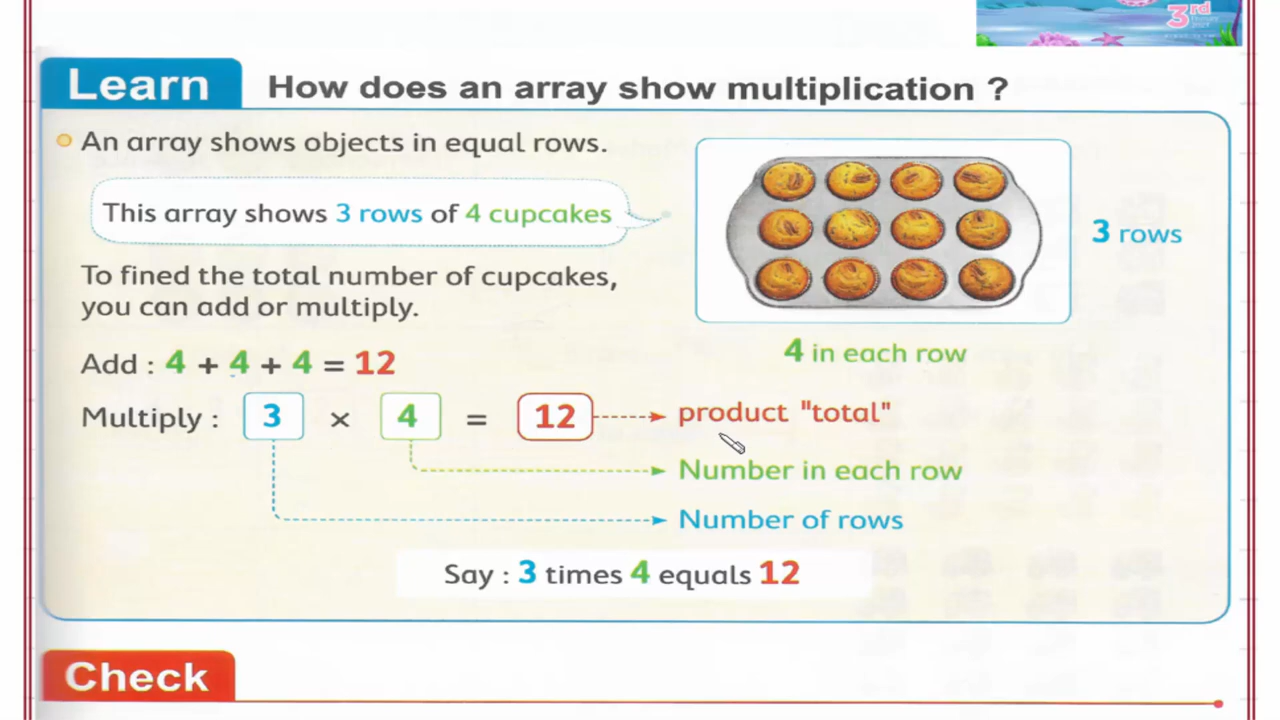 3rd
Learn How does an array show multiplication ?
An array shows objects in equal rows.
This array shows 3 rows of 4 cupcakes
3 rows
To fined the total number of cupcakes,
you can add or multiply.
4 in each row
Add : 4 + 4 + 4 = 12
Multiply : 3 × 4 = 12 product "total"
Number in each row
Number of rows
Say : 3 times 4 equals 12
Check